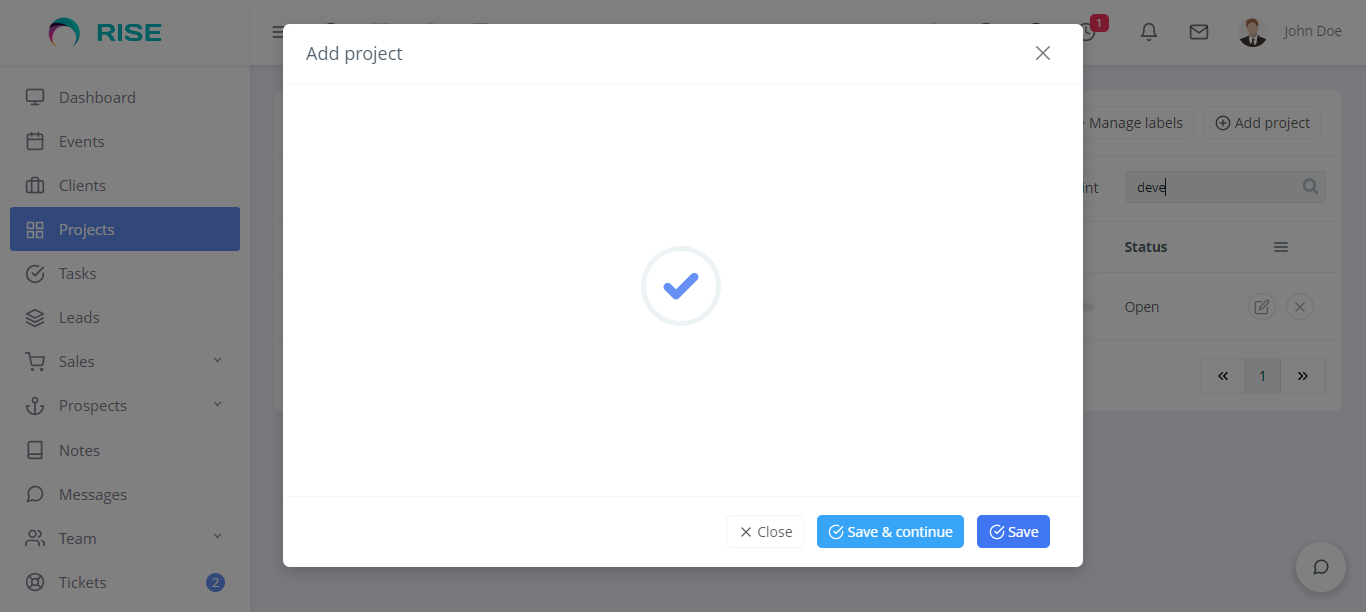 RISE
Add project
1
John Doe
Dashboard
Events
Clients
Projects
Tasks
Leads
Sales
Prospects
Notes
Messages
Team
Tickets
2
Manage labels
Add project
int
deve
Status
Open
«
1
»
Close
Save & continue
Save